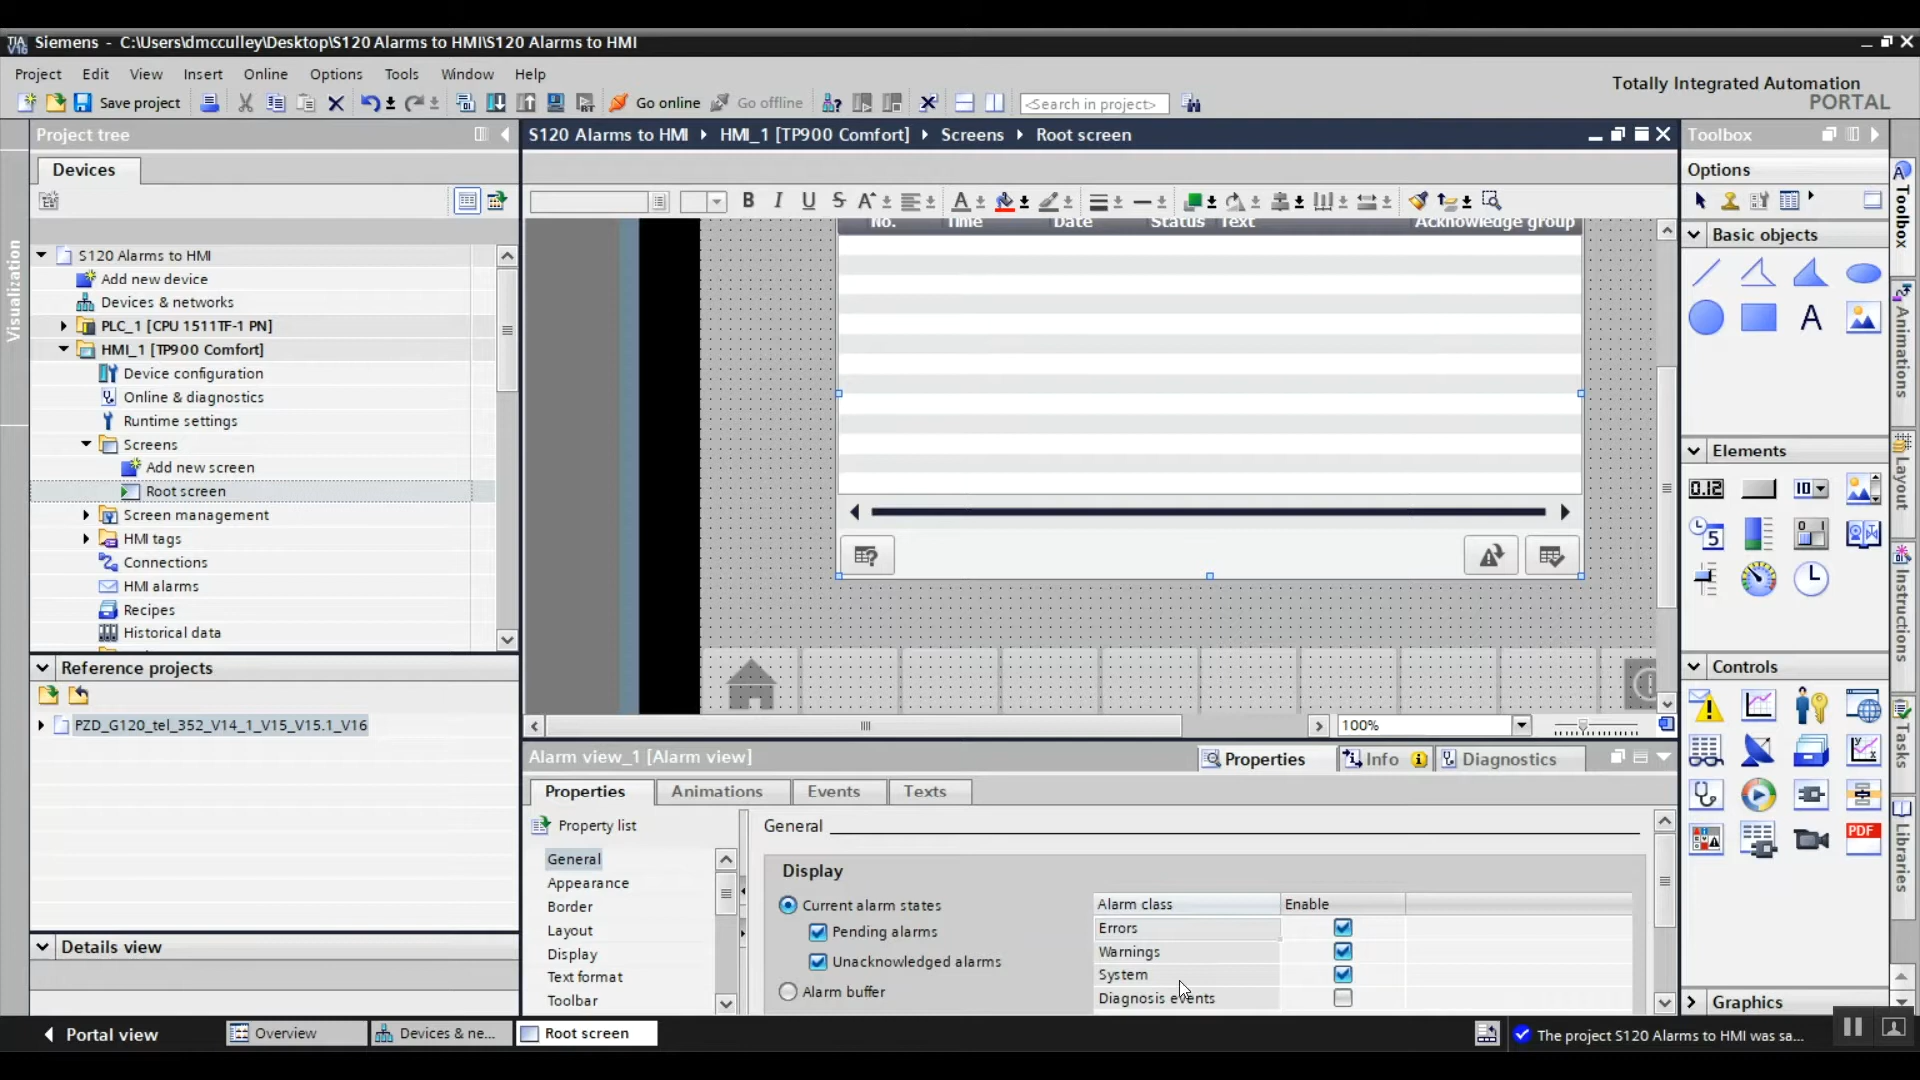 Siemens - C:\Users\dmcculley\Desktop\S120 Alarms to HMI\S120 Alarms to HMI
Project Edit View Insert Online Options Tools Window Help
Totally Integrated Automation
PORTAL
Save project
Go online
Go offline
<Search in project>
Project tree
Devices
Visualization
S120 Alarms to HMI
Add new device
Devices & networks
PLC_1 [CPU 1511TF-1 PN]
HMI_1 [TP900 Comfort]
Device configuration
Online & diagnostics
Runtime settings
Screens
Add new screen
Root screen
Screen management
HMI tags
Connections
HMI alarms
Recipes
Historical data
Reference projects
PZD_G120_tel_352_V14_1_V15_V15.1_V16
Details view
S120 Alarms to HMI HMI_1 [TP900 Comfort] Screens Root screen
B I U S A
No. Time Date Status Text Acknowledge group
100%
Alarm view_1 [Alarm view]
Properties
Info
Diagnostics
Properties Animations Events Texts
Property list
General
Appearance
Border
Layout
Display
Text format
Toolbar
General
Display
Current alarm states
Pending alarms
Unacknowledged alarms
Alarm buffer
Alarm class Enable
Errors
Warnings
System
Diagnosis events
Toolbox
Options
Basic objects
A
Elements
0.12
10
5
0 1
Controls
PDF
Graphics
Toolbox
Animations
Layout
Instructions
Tasks
Libraries
Portal view
Overview
Devices & ne...
Root screen
The project S120 Alarms to HMI was sa...